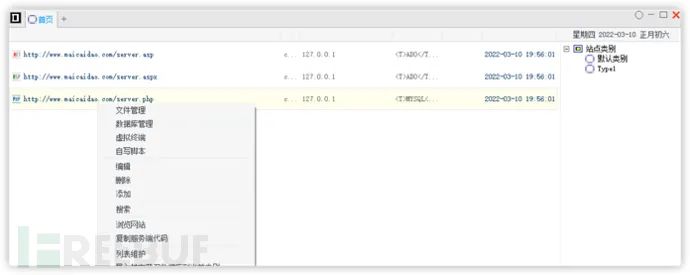 首页
星期四 2022-03-10 正月初六
http://www.maicaidao.com/server.asp c... 127.0.0.1 <T>ADO</T... 2022-03-10 19:56:01
http://www.maicaidao.com/server.aspx c... 127.0.0.1 <T>ADO</T... 2022-03-10 19:56:01
http://www.maicaidao.com/server.php c... 127.0.0.1 <T>MYSQL<... 2022-03-10 19:56:01
站点类别
默认类别
Type1
文件管理
数据库管理
虚拟终端
自写脚本
编辑
删除
添加
搜索
浏览网站
复制服务端代码
列表维护
FREEBUF